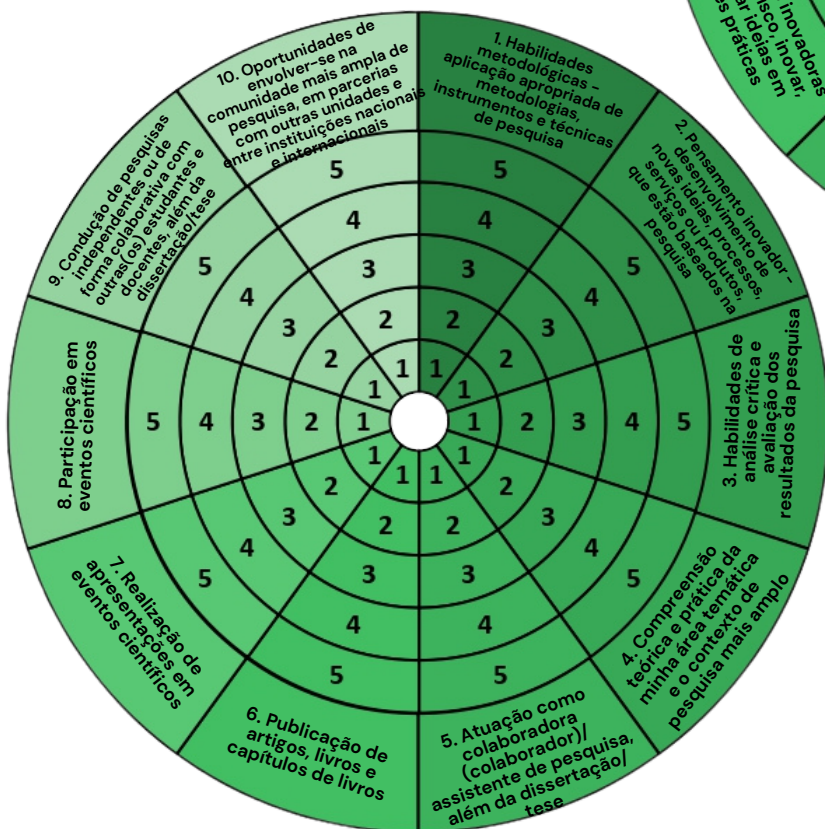 1. Habilidades
metodológicas –
aplicação apropriada de
metodologias,
instrumentos e técnicas
de pesquisa
2. Pensamento inovador –
desenvolvimento de
novas ideias, processos,
serviços ou produtos,
que estão baseados na
pesquisa
3. Habilidades de
análise crítica e
avaliação dos
resultados da pesquisa
4. Compreensão
teórica e prática da
minha área temática
e o contexto de
pesquisa mais amplo
5. Atuação como
colaboradora
(colaborador)/
assistente de pesquisa,
além da dissertação/
tese
6. Publicação de
artigos, livros e
capítulos de livros
7. Realização de
apresentações em
eventos científicos
8. Participação em
eventos científicos
9. Condução de pesquisas
independentes ou de
forma colaborativa com
outras(os) estudantes e
docentes, além da
dissertação/tese
10. Oportunidades de
envolver-se na
comunidade mais ampla de
pesquisa, em parcerias
com outras unidades e
entre instituições nacionais
e internacionais
5 4 3 2 1
5 4 3 2 1
5 4 3 2 1
5 4 3 2 1
5 4 3 2 1
5 4 3 2 1
5 4 3 2 1
5 4 3 2 1
5 4 3 2 1
5 4 3 2 1
inovadoras
inovar,
ideias em
práticas